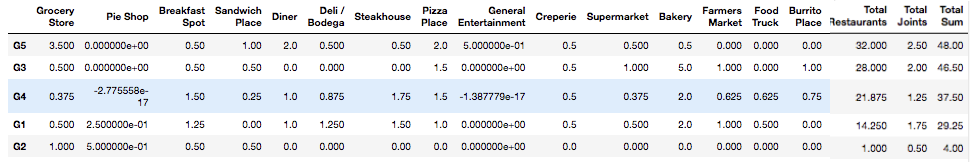 Grocery Store Pie Shop Breakfast Spot Sandwich Place Diner Deli / Bodega Steakhouse Pizza Place General Entertainment Creperie Supermarket Bakery Farmers Market Food Truck Burrito Place Total Restaurants Total Joints Total Sum
G5 3.500 0.000000e+00 0.50 1.00 2.0 0.500 0.50 2.0 5.000000e-01 0.5 0.500 0.5 0.000 0.000 0.00 32.000 2.50 48.00
G3 0.500 0.000000e+00 0.50 0.50 0.0 0.000 0.00 1.5 0.000000e+00 0.5 1.000 5.0 1.000 0.000 1.00 28.000 2.00 46.50
G4 0.375 -2.775558e-17 1.50 0.25 1.0 0.875 1.75 1.5 -1.387779e-17 0.5 0.375 2.0 0.625 0.625 0.75 21.875 1.25 37.50
G1 0.500 2.500000e-01 1.25 0.00 1.0 1.250 1.50 1.0 0.000000e+00 0.5 0.500 2.0 1.000 0.500 0.00 14.250 1.75 29.25
G2 1.000 5.000000e-01 0.50 0.50 0.0 0.000 0.00 0.0 0.000000e+00 0.0 0.000 0.0 0.000 0.000 0.00 1.000 0.50 4.00